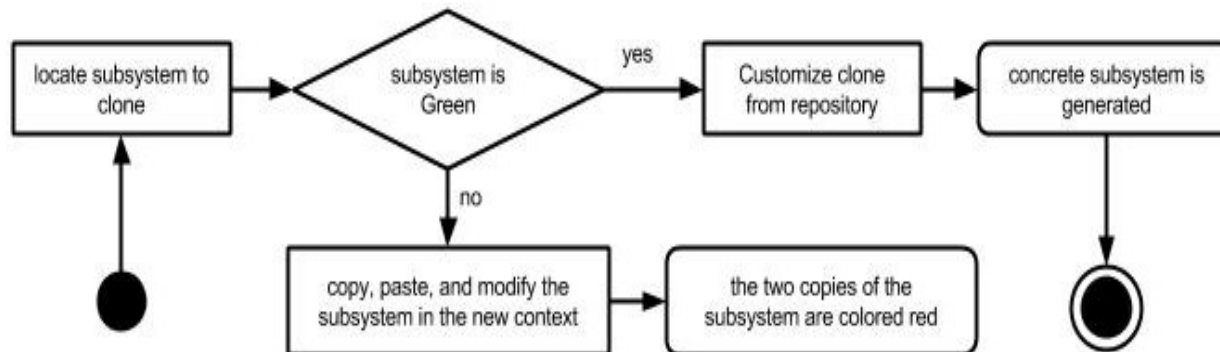 locate subsystem to
clone
subsystem is
Green
yes
Customize clone
from repository
concrete subsystem is
generated
no
copy, paste, and modify the
subsystem in the new context
the two copies of the
subsystem are colored red